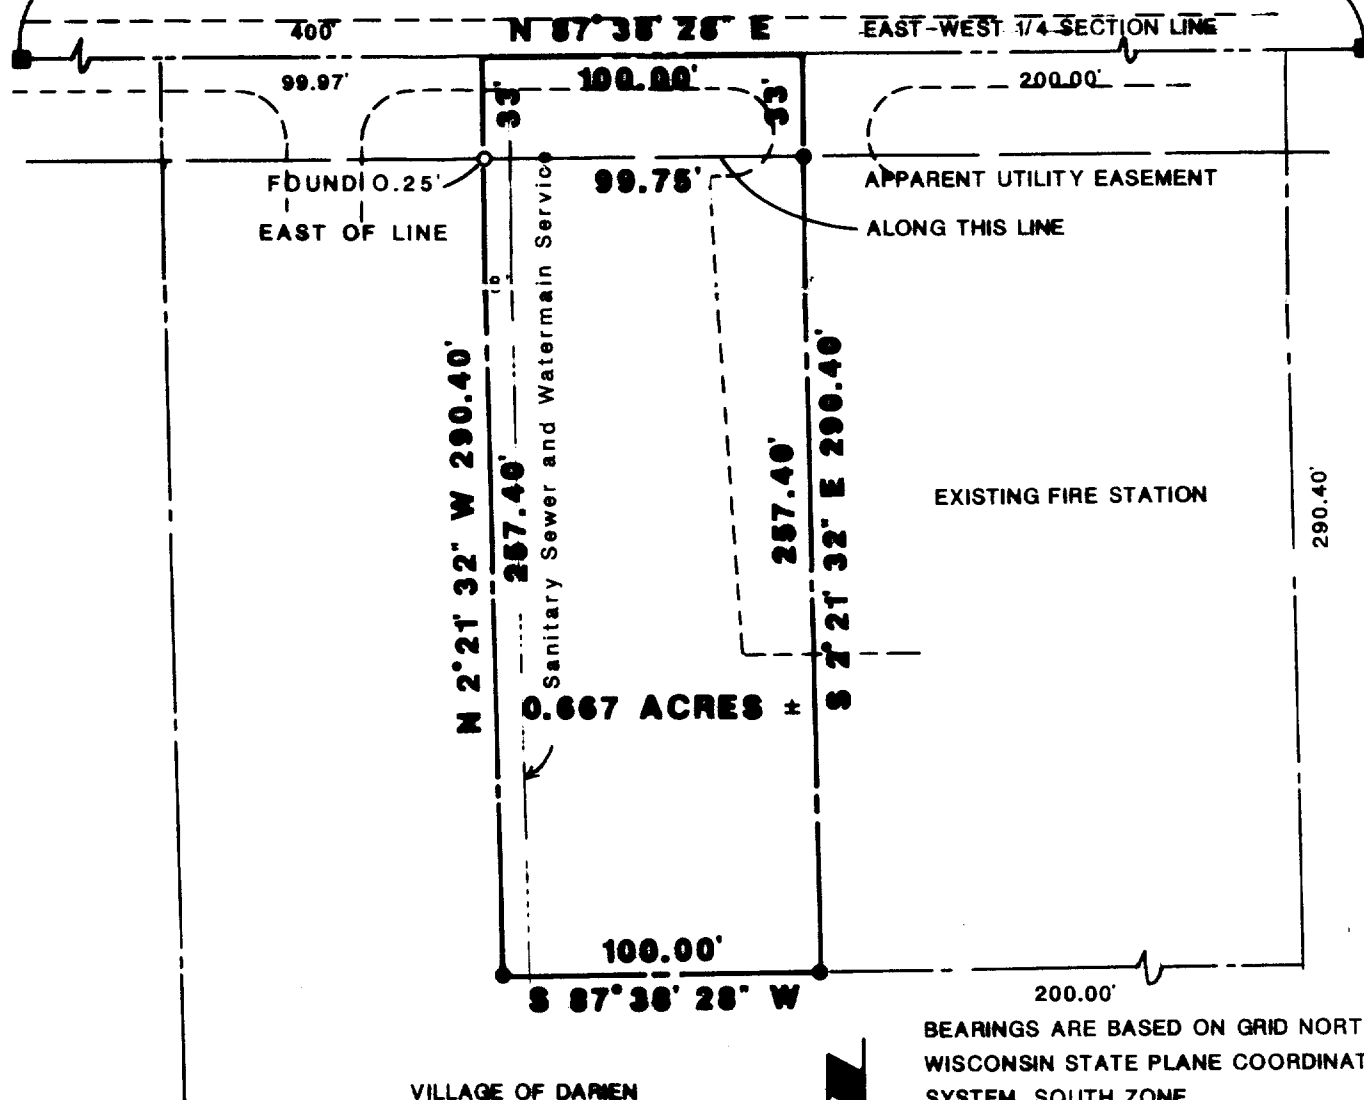 400'
N 87°38' 28" E
EAST-WEST 1/4 SECTION LINE
99.97'
100.00'
200.00'
33'
33'
FOUND 0.25'
EAST OF LINE
99.75'
APPARENT UTILITY EASEMENT
ALONG THIS LINE
Sanitary Sewer and Watermain Service
N 2°21' 32" W 290.40'
257.40'
257.40'
S 2°21' 32" E 290.40'
EXISTING FIRE STATION
290.40'
0.667 ACRES ±
100.00'
S 87°38' 28" W
200.00'
BEARINGS ARE BASED ON GRID NORT
WISCONSIN STATE PLANE COORDINAT
SYSTEM, SOUTH ZONE
VILLAGE OF DARIEN